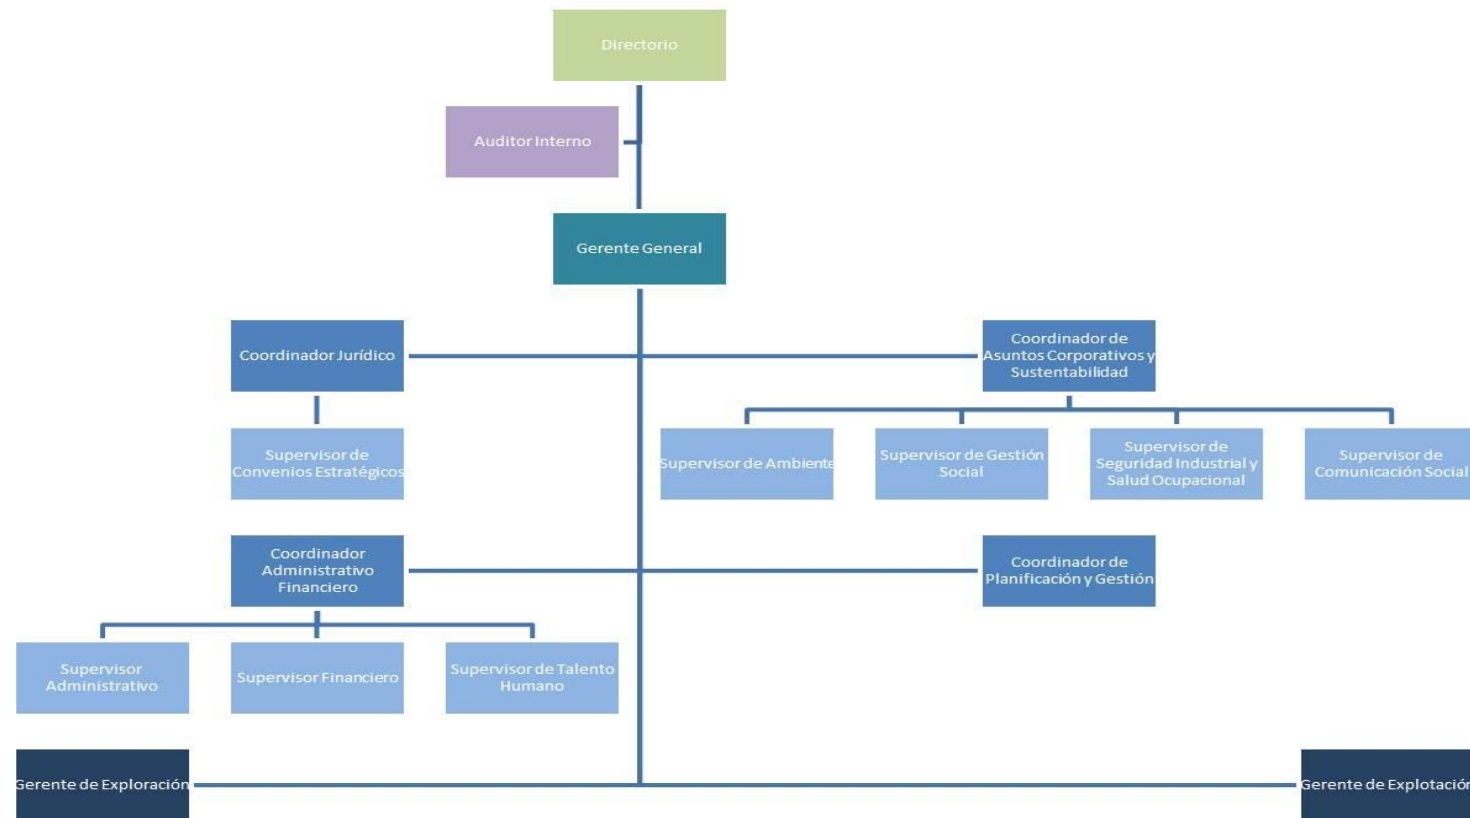 Directorio
Auditor Interno
Gerente General
Coordinador Jurídico
Coordinador de
Asuntos Corporativos y
Sustentabilidad
Supervisor de
Convenios Estratégicos
Supervisor de Ambiente
Supervisor de Gestión
Social
Supervisor de
Seguridad Industrial y
Salud Ocupacional
Supervisor de
Comunicación Social
Coordinador
Administrativo
Financiero
Coordinador de
Planificación y Gestión
Supervisor
Administrativo
Supervisor Financiero
Supervisor de Talento
Humano
Gerente de Exploración
Gerente de Explotación